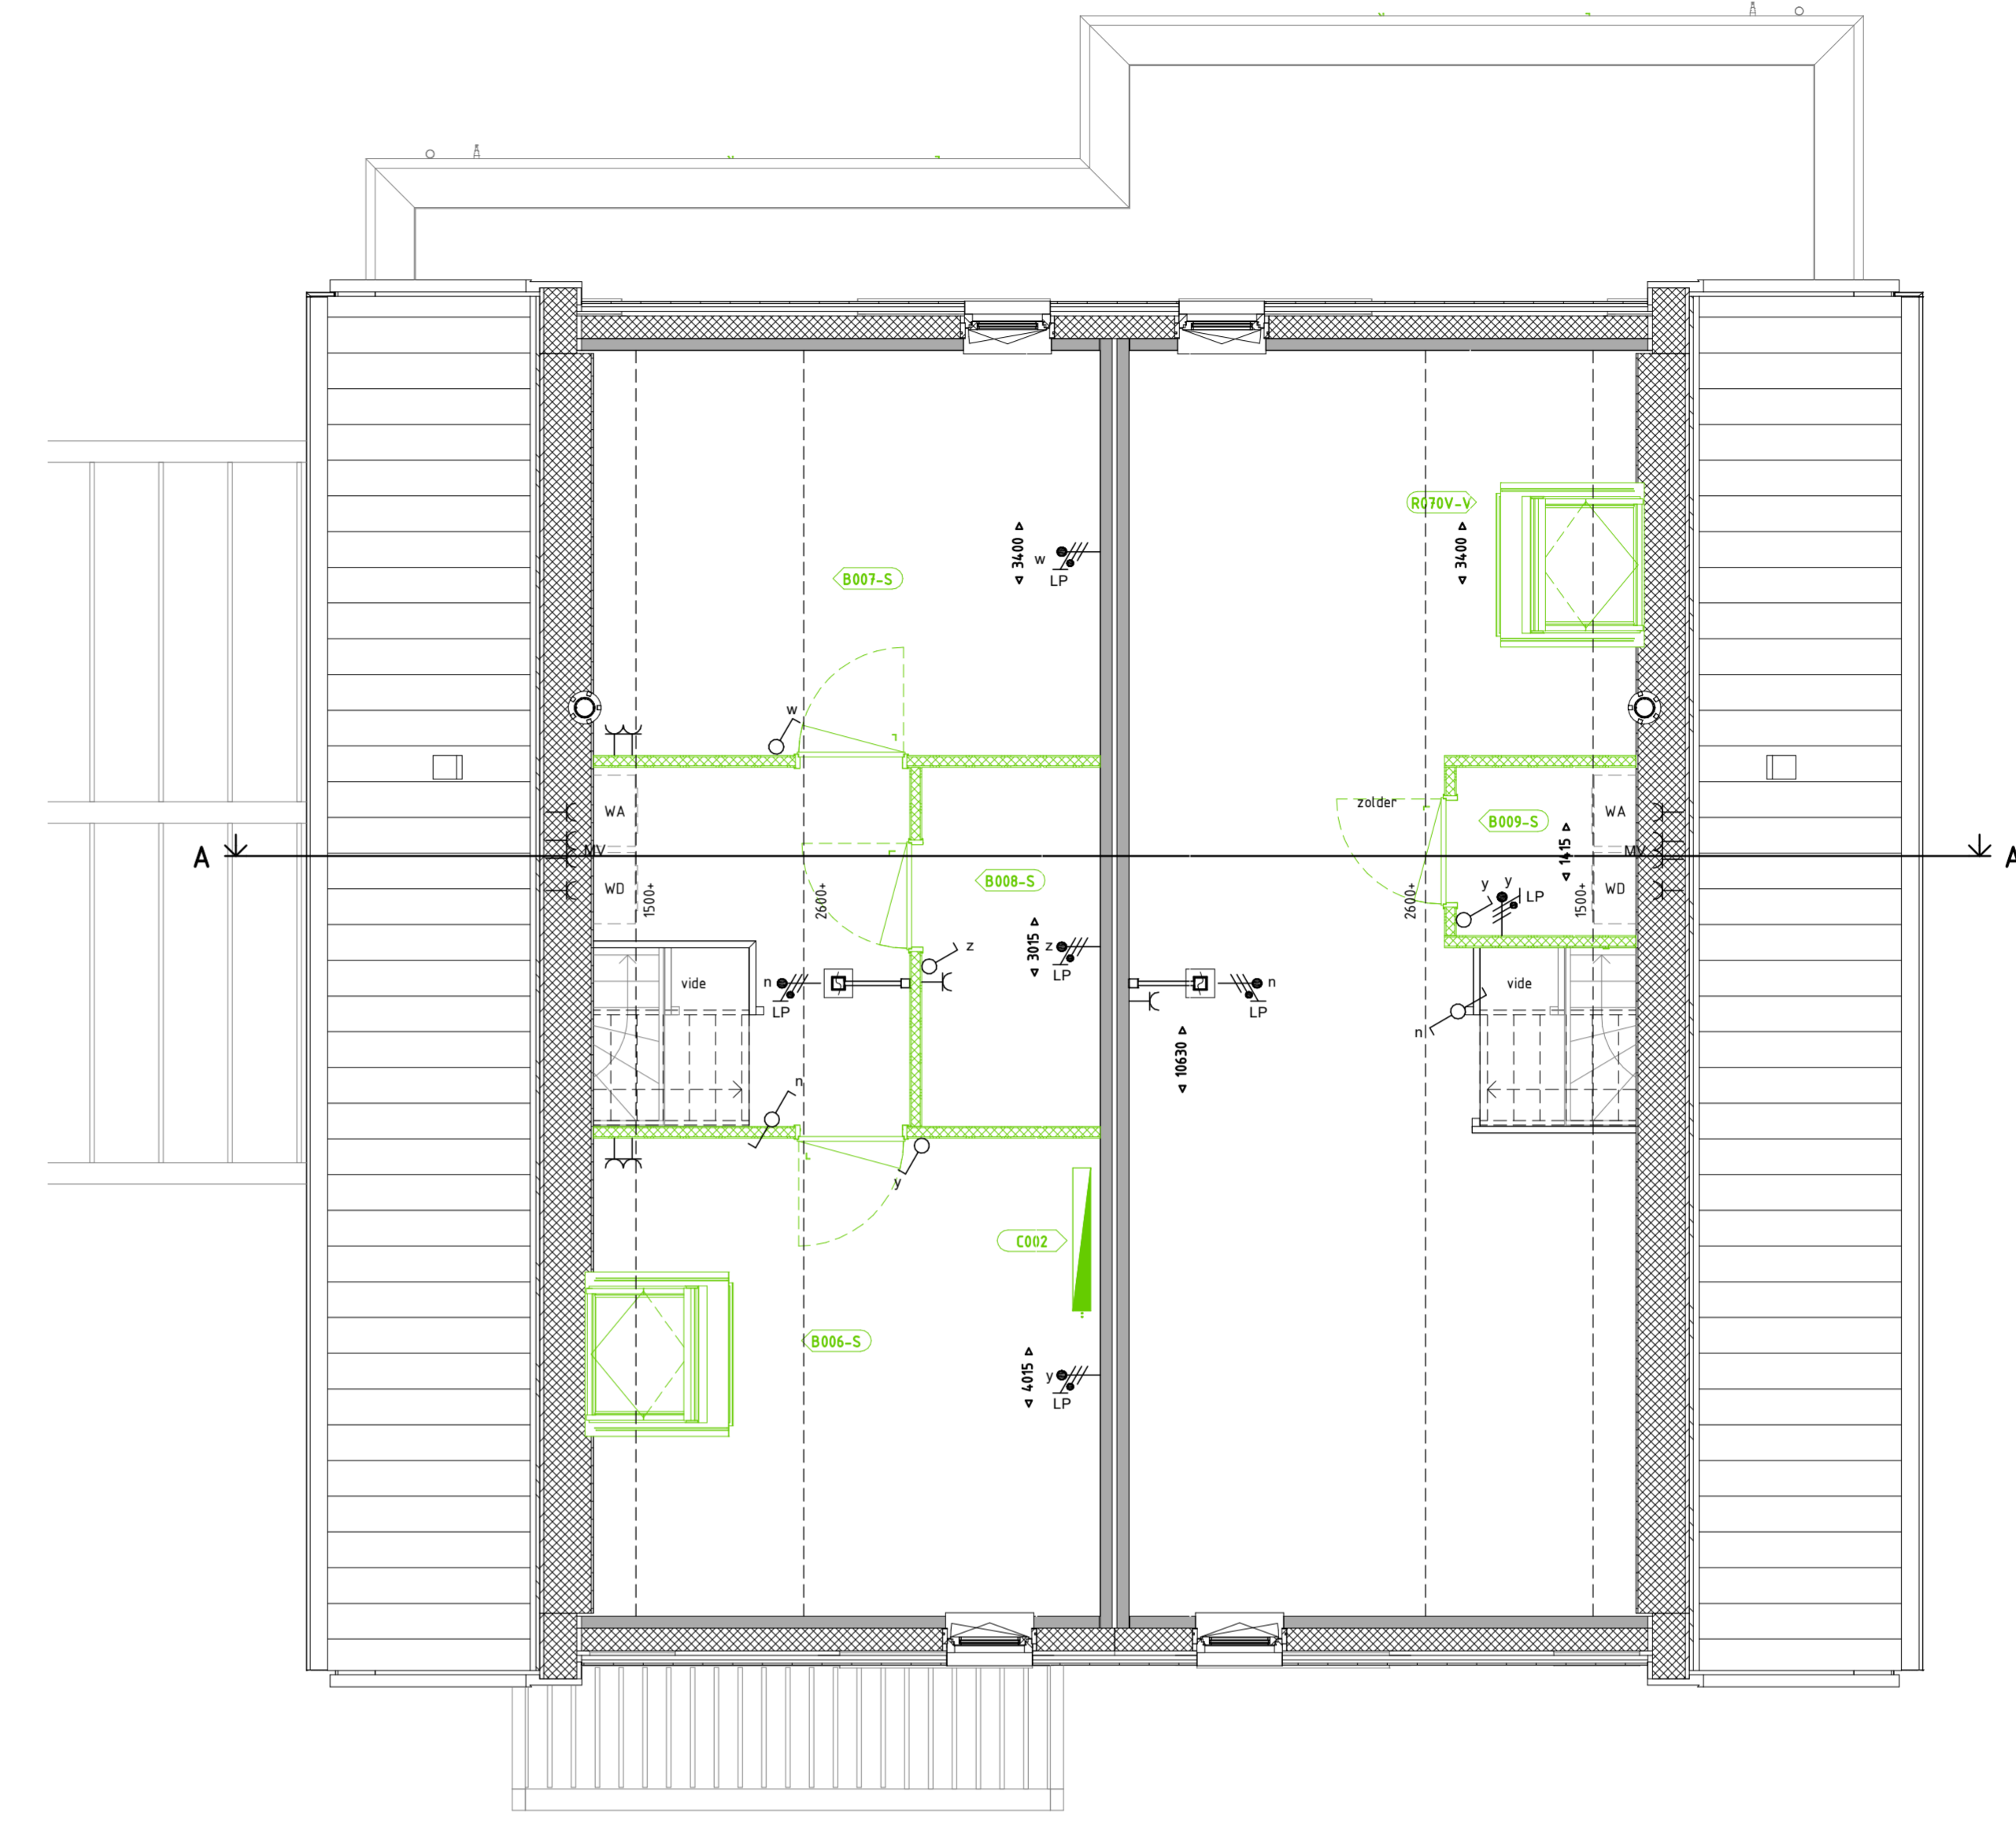 R070V-V
3400
w
LP
3400
B007-S
w
zolder
WA
B009-S
WA
1415
A
MV
MV
A
B008-S
WD
1500+
2600+
2600+
y
y
LP
1500+
WD
3015
z
z
LP
vide
n
LP
n
LP
vide
n
10630
n
y
C002
B006-S
4015
y
LP